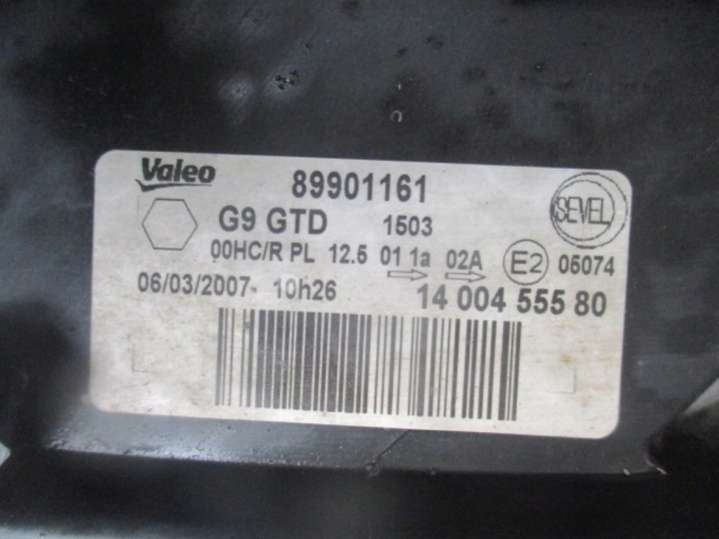 Valeo
89901161
SEVEL
G9 GTD 1503
00HC/R PL 12.5 01 1a 02A E2 05074
06/03/2007- 10h26
14 004 555 80